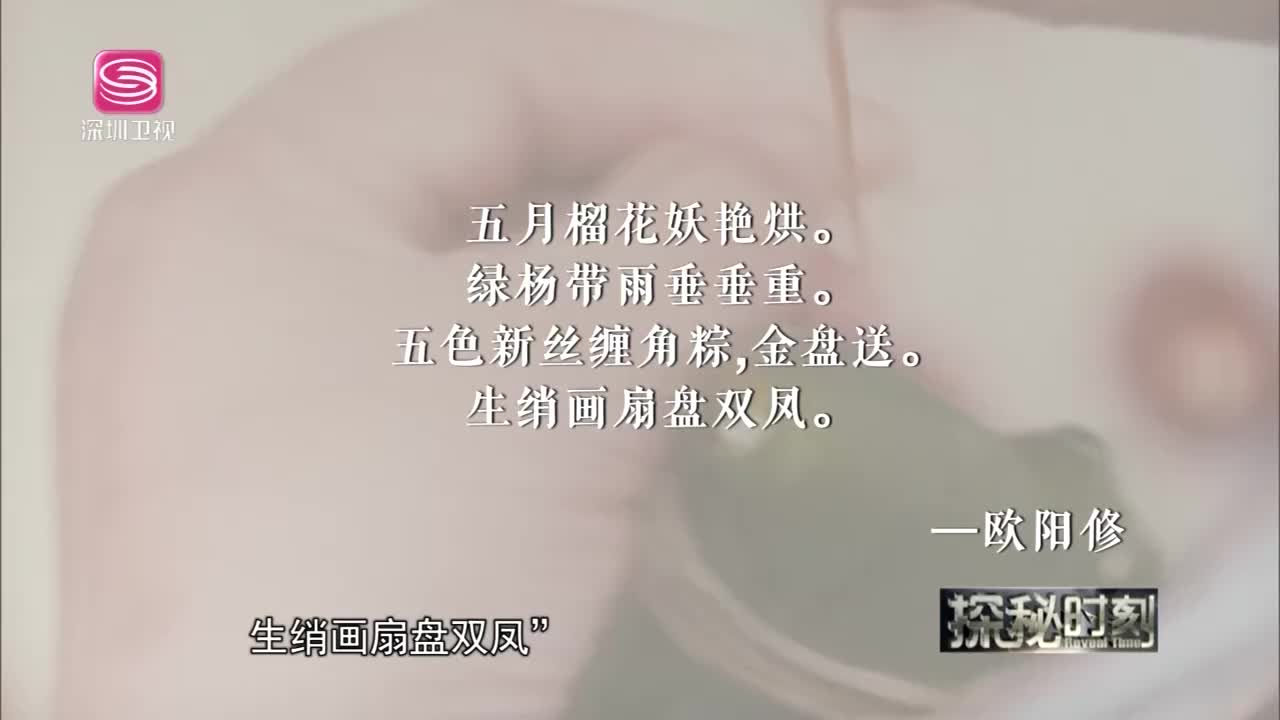 深圳卫视
五月榴花妖艳烘。
绿杨带雨垂垂重。
五色新丝缠角粽,金盘送。
生绡画扇盘双凤。
—欧阳修
探秘时刻
Reveal Time
生绡画扇盘双凤”